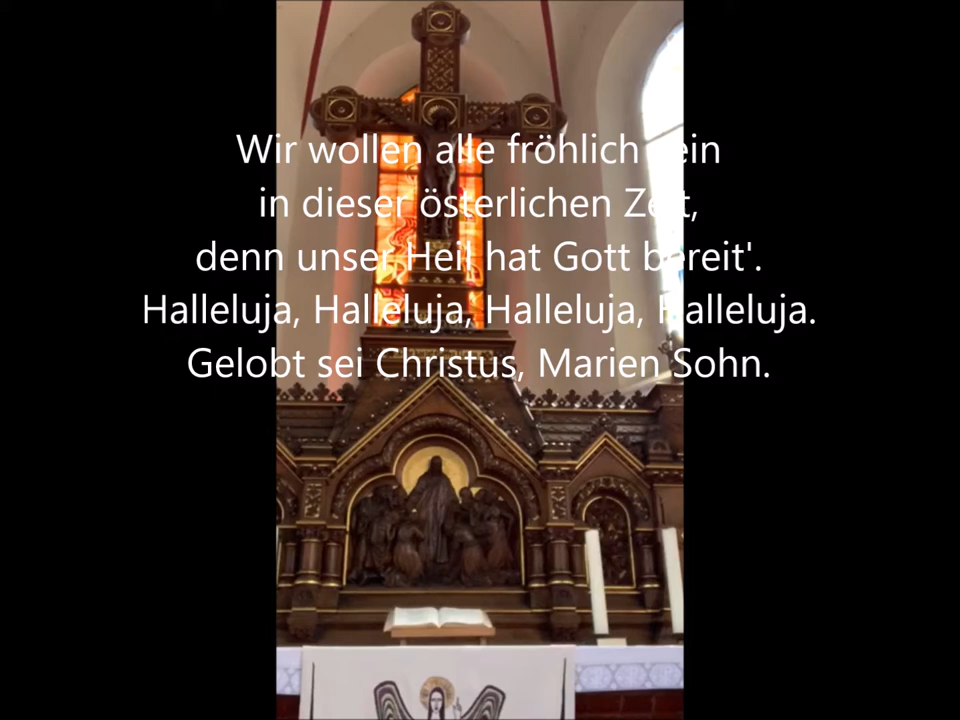 Wir wollen alle fröhlich sein
in dieser österlichen Zeit,
denn unser Heil hat Gott bereit'.
Halleluja, Halleluja, Halleluja, Halleluja.
Gelobt sei Christus, Marien Sohn.